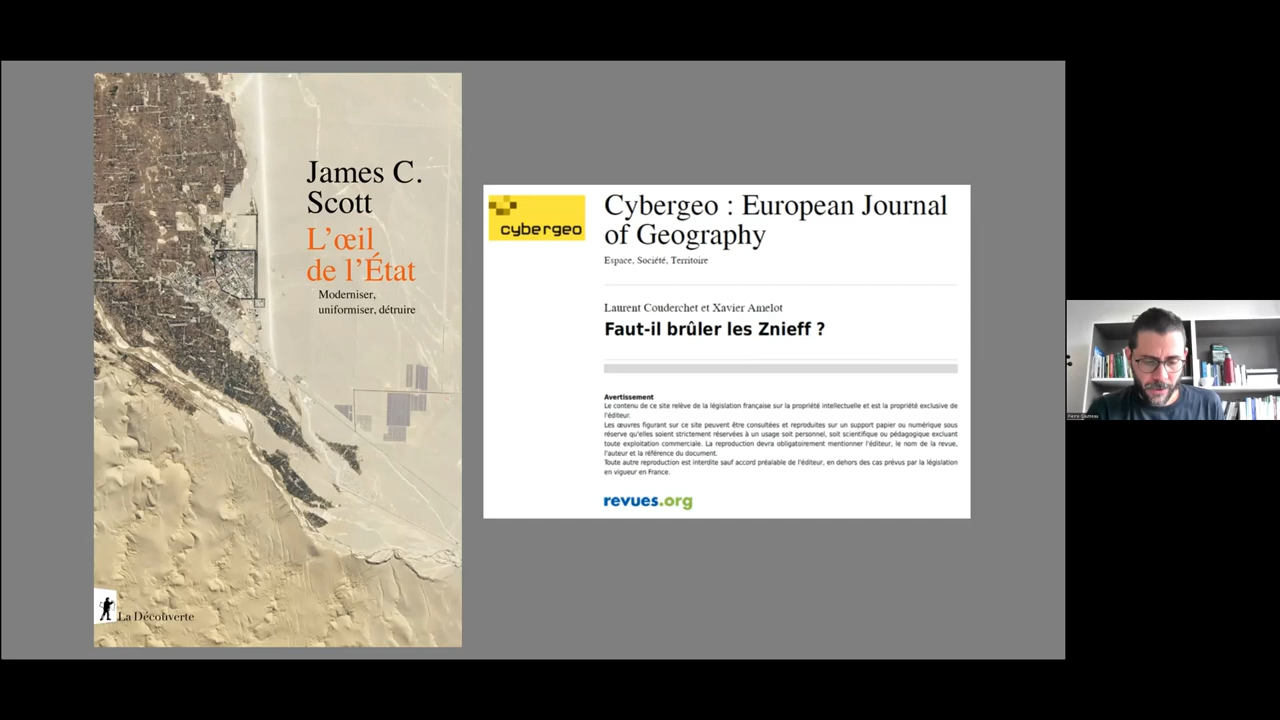 James C.
Scott
L'œil
de l'État
Moderniser,
uniformiser, détruire
La Découverte
cybergeo
Cybergeo : European Journal
of Geography
Espace, Société, Territoire
Laurent Couderchet et Xavier Amelot
Faut-il brûler les Znieff ?
Avertissement
Le contenu de ce site relève de la législation française sur la propriété intellectuelle et est la propriété exclusive de
l'éditeur.
Les œuvres figurant sur ce site peuvent être consultées et reproduites sur un support papier ou numérique sous
réserve qu'elles soient strictement réservées à un usage soit personnel, soit scientifique ou pédagogique excluant
toute exploitation commerciale. La reproduction devra obligatoirement mentionner l'éditeur, le nom de la revue,
l'auteur et la référence du document.
Toute autre reproduction est interdite sauf accord préalable de l'éditeur, en dehors des cas prévus par la législation
en vigueur en France.
revues.org